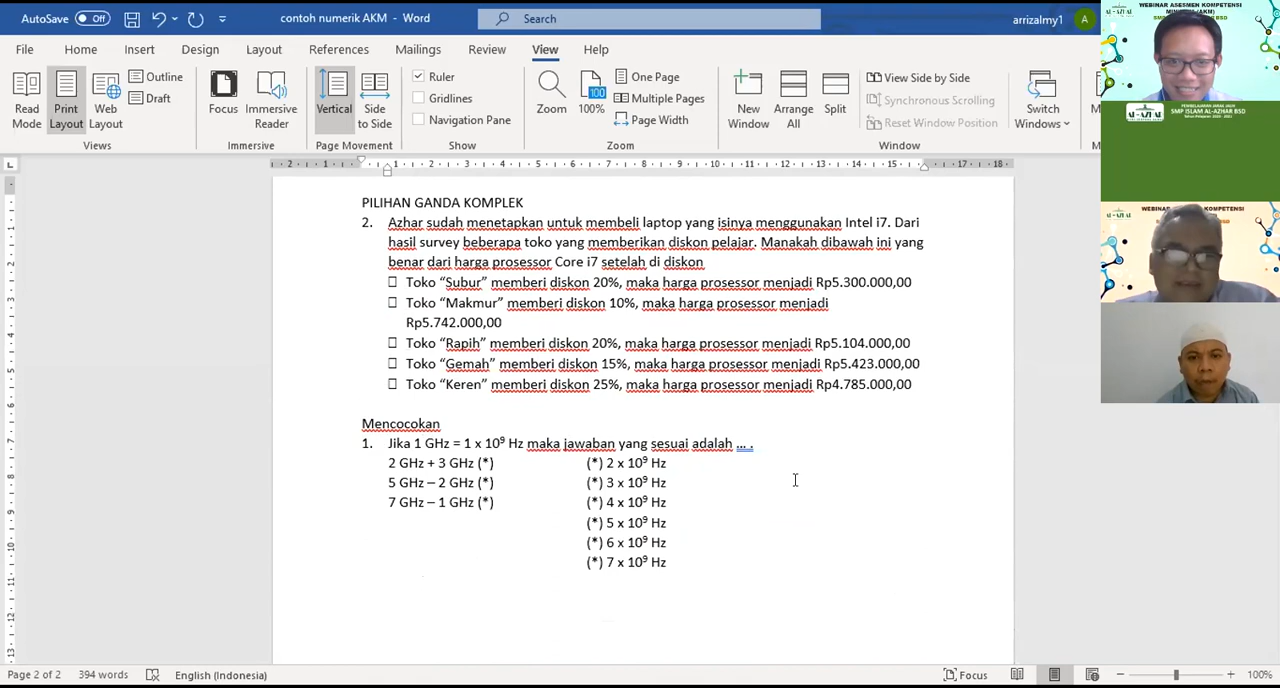 AutoSave Off
contoh numerik AKM - Word
Search
arrizalmy1 A
File Home Insert Design Layout References Mailings Review View Help
Read Mode
Print Layout
Web Layout
Outline
Draft
Views
Focus
Immersive Reader
Immersive
Vertical
Side to Side
Page Movement
Ruler
Gridlines
Navigation Pane
Show
Zoom
100%
One Page
Multiple Pages
Page Width
Zoom
New Window
Arrange All
Split
View Side by Side
Synchronous Scrolling
Reset Window Position
Switch Windows
Window
PILIHAN GANDA KOMPLEK
2. Azhar sudah menetapkan untuk membeli laptop yang isinya menggunakan Intel i7. Dari
hasil survey beberapa toko yang memberikan diskon pelajar. Manakah dibawah ini yang
benar dari harga prosessor Core i7 setelah di diskon
☐ Toko “Subur” memberi diskon 20%, maka harga prosessor menjadi Rp5.300.000,00
☐ Toko “Makmur” memberi diskon 10%, maka harga prosessor menjadi
Rp5.742.000,00
☐ Toko “Rapih” memberi diskon 20%, maka harga prosessor menjadi Rp5.104.000,00
☐ Toko “Gemah” memberi diskon 15%, maka harga prosessor menjadi Rp5.423.000,00
☐ Toko “Keren” memberi diskon 25%, maka harga prosessor menjadi Rp4.785.000,00
Mencocokan
1. Jika 1 GHz = 1 x 10⁹ Hz maka jawaban yang sesuai adalah ... .
2 GHz + 3 GHz (*) (*) 2 x 10⁹ Hz
5 GHz – 2 GHz (*) (*) 3 x 10⁹ Hz
7 GHz – 1 GHz (*) (*) 4 x 10⁹ Hz
(*) 5 x 10⁹ Hz
(*) 6 x 10⁹ Hz
(*) 7 x 10⁹ Hz
Page 2 of 2 394 words English (Indonesia) Focus 100%
WEBINAR ASESMEN KOMPETENSI
SMP ISLAM AL-AZHAR BSD
WEBINAR ASESMEN KOMPETENSI